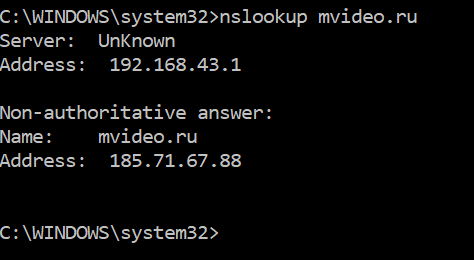 C:\WINDOWS\system32>nslookup mvideo.ru
Server:  UnKnown
Address:  192.168.43.1
Non-authoritative answer:
Name:    mvideo.ru
Address:  185.71.67.88
C:\WINDOWS\system32>